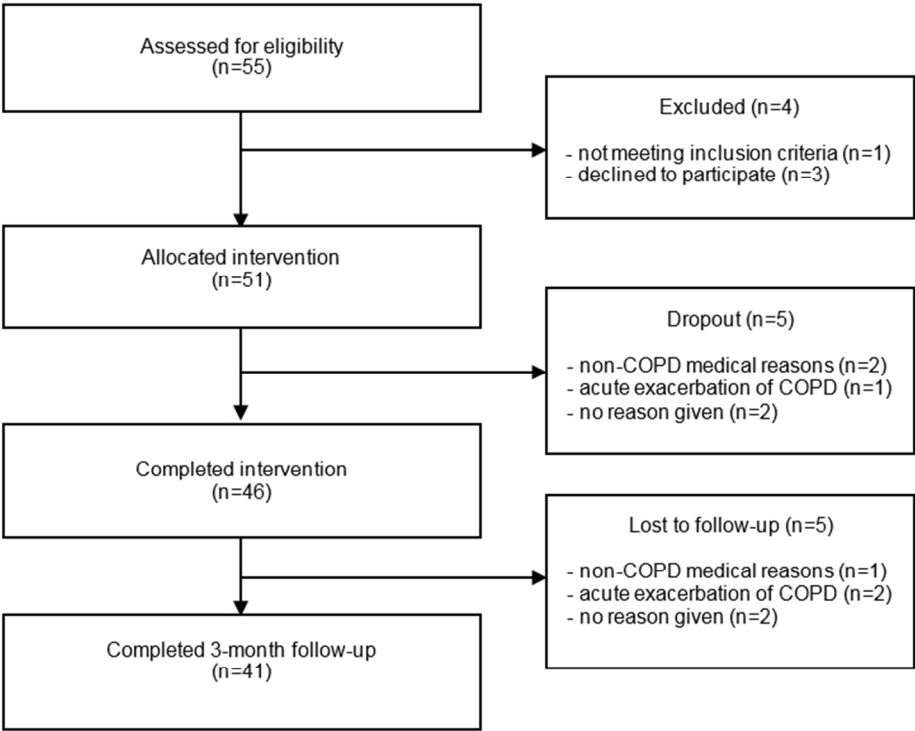 Assessed for eligibility
(n=55)
Excluded (n=4)
- not meeting inclusion criteria (n=1)
- declined to participate (n=3)
Allocated intervention
(n=51)
Dropout (n=5)
- non-COPD medical reasons (n=2)
- acute exacerbation of COPD (n=1)
- no reason given (n=2)
Completed intervention
(n=46)
Lost to follow-up (n=5)
- non-COPD medical reasons (n=1)
- acute exacerbation of COPD (n=2)
- no reason given (n=2)
Completed 3-month follow-up
(n=41)